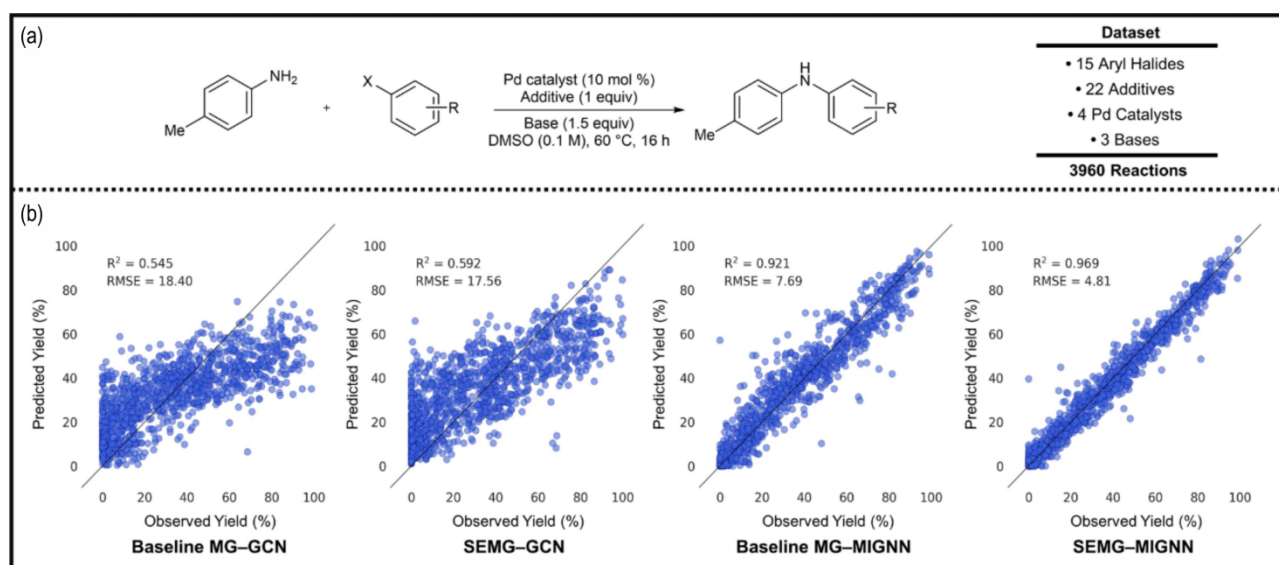 (a)
NH2
Me
+
X
R
Pd catalyst (10 mol %)
Additive (1 equiv)
Base (1.5 equiv)
DMSO (0.1 M), 60 °C, 16 h
H
N
Me
R
Dataset
• 15 Aryl Halides
• 22 Additives
• 4 Pd Catalysts
• 3 Bases
3960 Reactions
(b)
R² = 0.545
RMSE = 18.40
Predicted Yield (%)
100
80
60
40
20
0
0 20 40 60 80 100
Observed Yield (%)
Baseline MG–GCN
R² = 0.592
RMSE = 17.56
Predicted Yield (%)
100
80
60
40
20
0
0 20 40 60 80 100
Observed Yield (%)
SEMG–GCN
R² = 0.921
RMSE = 7.69
Predicted Yield (%)
100
80
60
40
20
0
0 20 40 60 80 100
Observed Yield (%)
Baseline MG–MIGNN
R² = 0.969
RMSE = 4.81
Predicted Yield (%)
100
80
60
40
20
0
0 20 40 60 80 100
Observed Yield (%)
SEMG–MIGNN